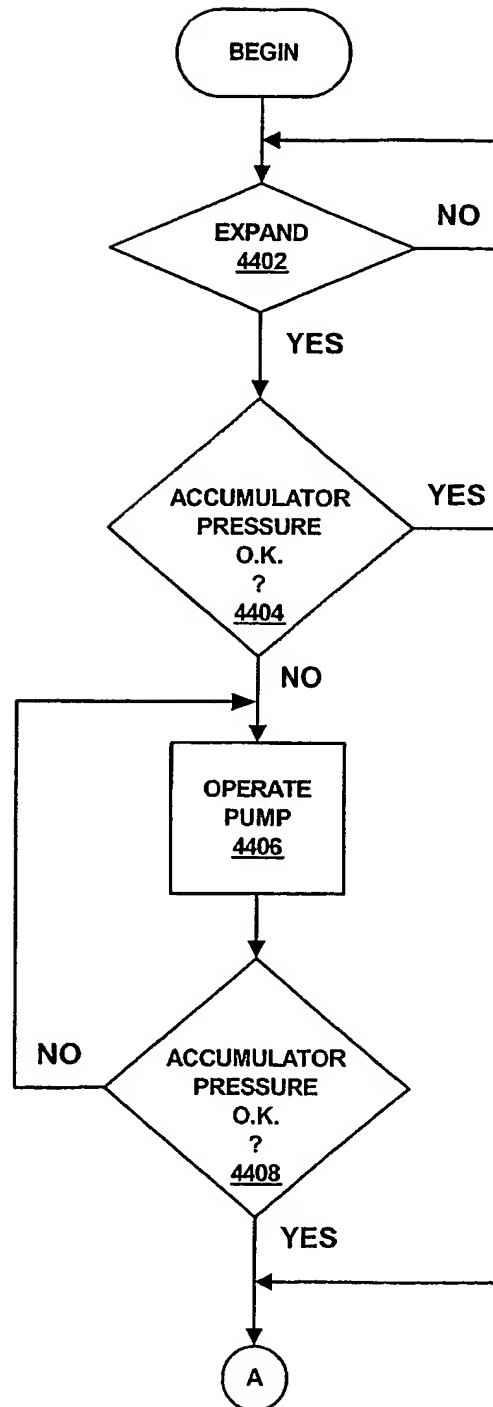 BEGIN
EXPAND
4402
NO
YES
ACCUMULATOR
PRESSURE
O.K.
?
4404
YES
NO
OPERATE
PUMP
4406
NO
ACCUMULATOR
PRESSURE
O.K.
?
4408
YES
A